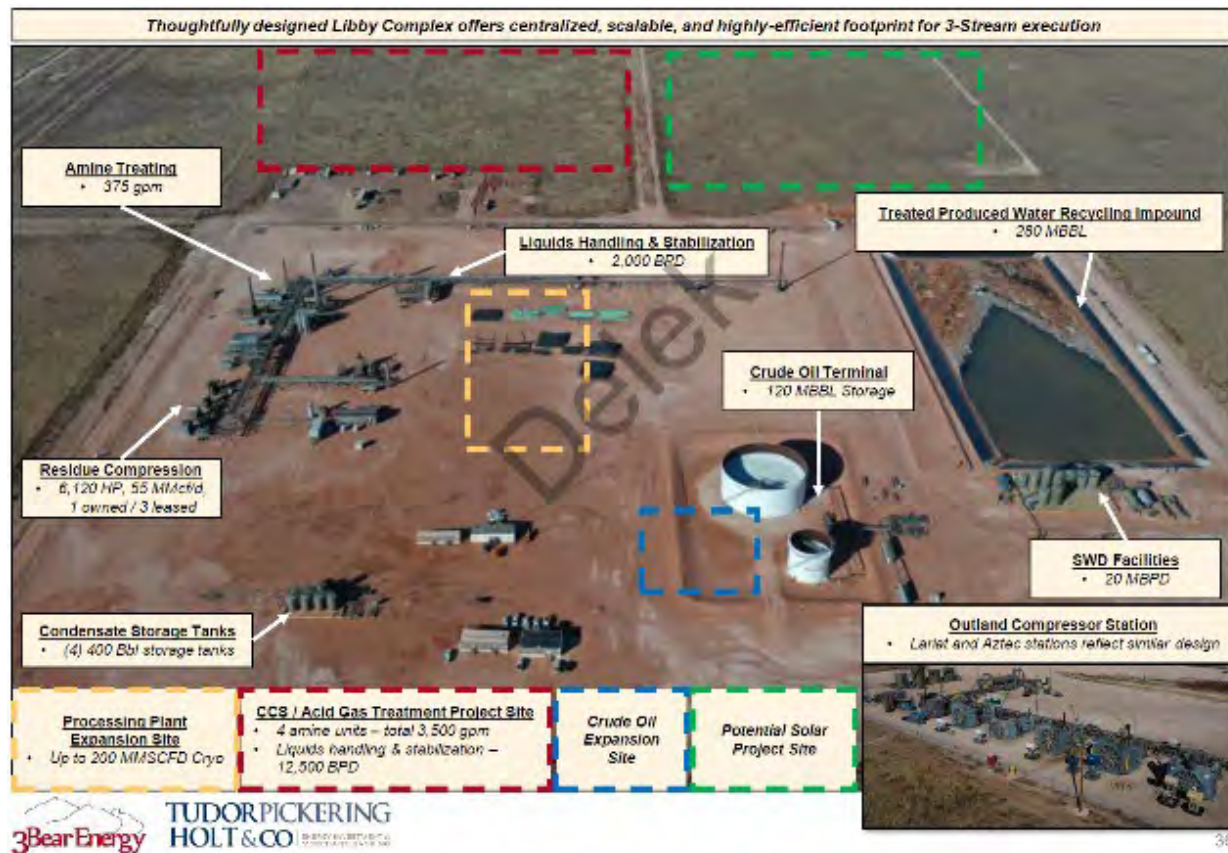 Thoughtfully designed Libby Complex offers centralized, scalable, and highly-efficient footprint for 3-Stream execution
Amine Treating
• 375 gpm
Liquids Handling & Stabilization
• 2,000 BPD
Treated Produced Water Recycling Impound
• 280 MBBL
Crude Oil Terminal
• 120 MBBL Storage
Delek
Residue Compression
• 6,120 HP, 55 MMcf/d,
1 owned / 3 leased
SWD Facilities
• 20 MBPD
Condensate Storage Tanks
• (4) 400 Bbl storage tanks
Outland Compressor Station
• Lariat and Aztec stations reflect similar design
Processing Plant
Expansion Site
• Up to 200 MMSCFD Cryo
CCS / Acid Gas Treatment Project Site
• 4 amine units – total 3,500 gpm
• Liquids handling & stabilization –
12,500 BPD
Crude Oil
Expansion
Site
Potential Solar
Project Site
3Bear Energy
TUDORPICKERING
HOLT&CO